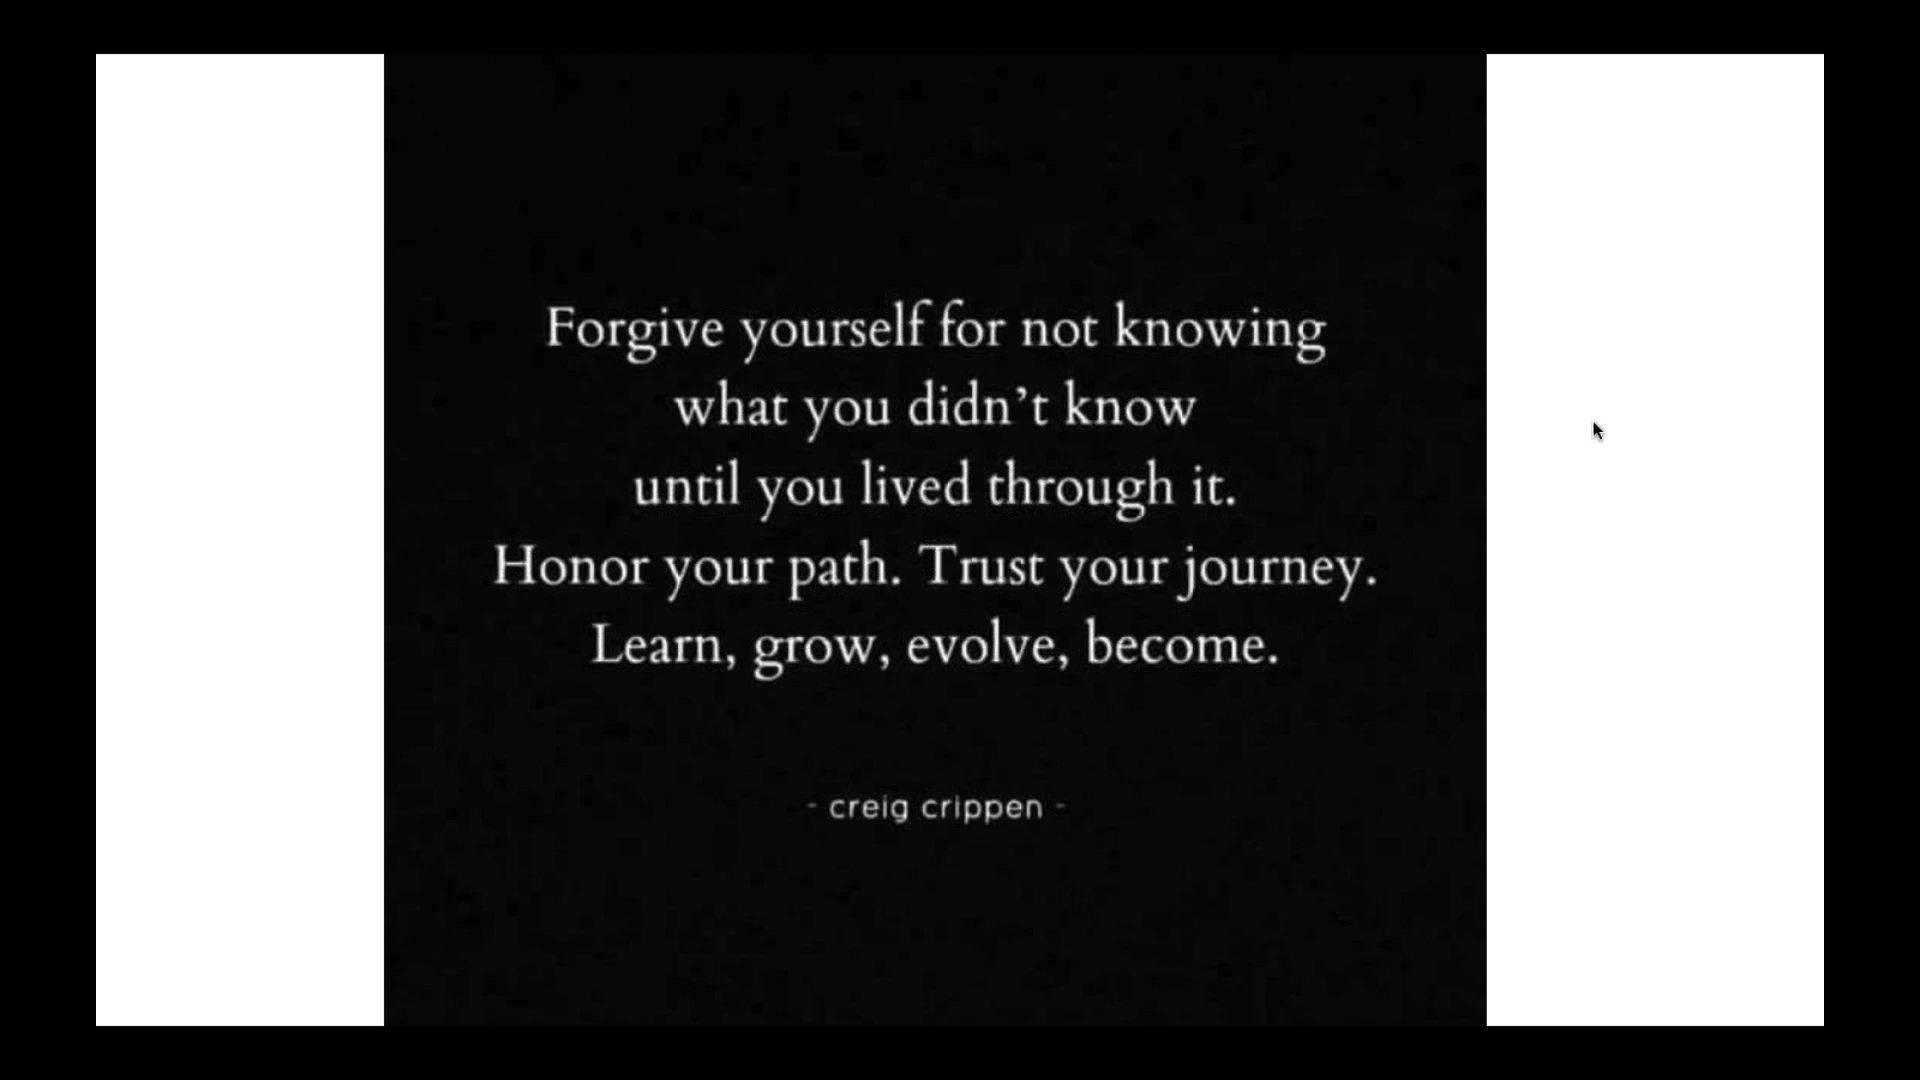 Forgive yourself for not knowing
what you didn’t know
until you lived through it.
Honor your path. Trust your journey.
Learn, grow, evolve, become.
- creig crippen -